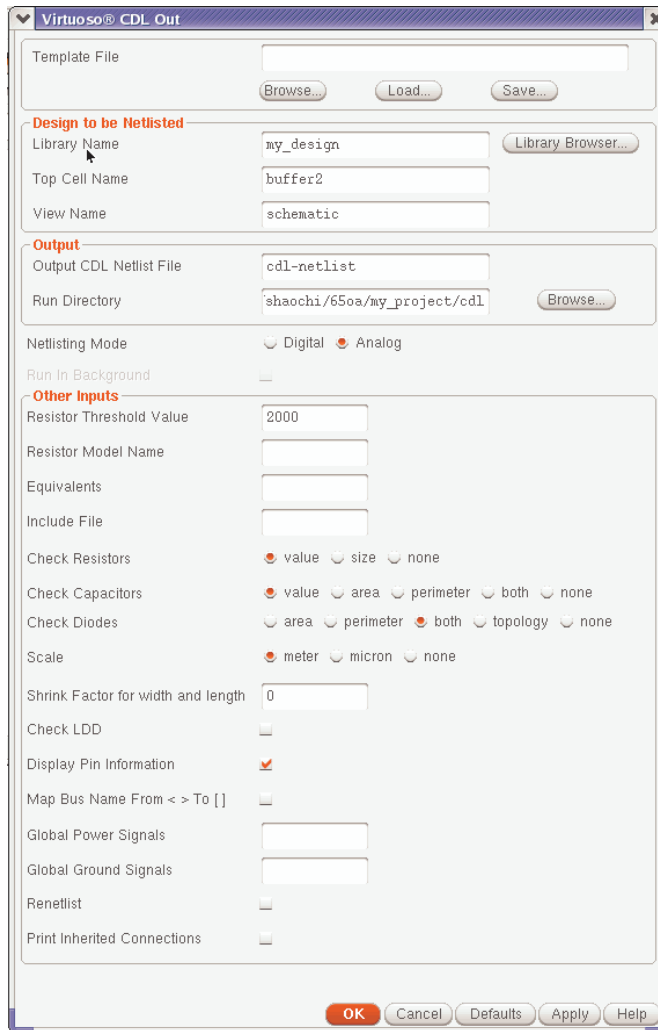 Virtuoso® CDL Out
Template File
Browse... Load... Save...
Design to be Netlisted
Library Name my_design Library Browser...
Top Cell Name buffer2
View Name schematic
Output
Output CDL Netlist File cdl-netlist
Run Directory shaochi/65oa/my_project/cdl Browse...
Netlisting Mode Digital Analog
Run In Background
Other Inputs
Resistor Threshold Value 2000
Resistor Model Name
Equivalents
Include File
Check Resistors value size none
Check Capacitors value area perimeter both none
Check Diodes area perimeter both topology none
Scale meter micron none
Shrink Factor for width and length 0
Check LDD
Display Pin Information
Map Bus Name From < > To [ ]
Global Power Signals
Global Ground Signals
Renetlist
Print Inherited Connections
OK Cancel Defaults Apply Help